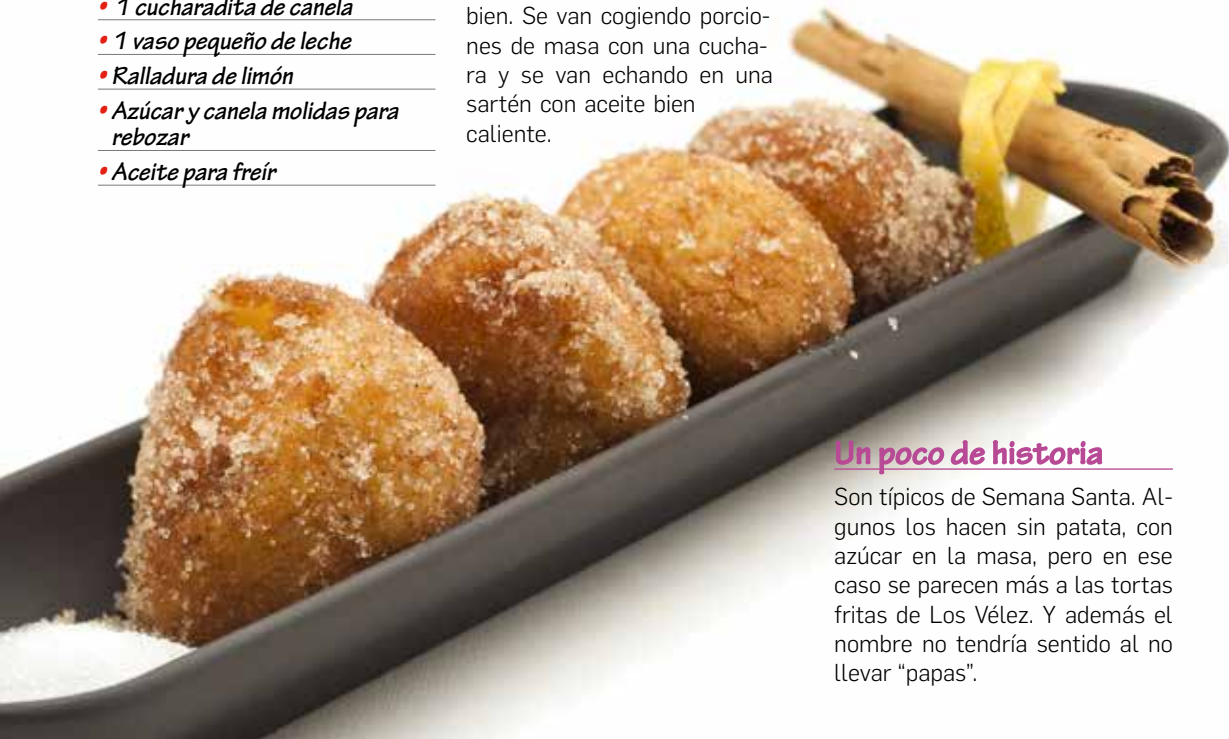 • 1 cucharadita de canela
• 1 vaso pequeño de leche
• Ralladura de limón
• Azúcar y canela molidas para
rebozar
• Aceite para freír
bien. Se van cogiendo porcio-
nes de masa con una cucha-
ra y se van echando en una
sartén con aceite bien
caliente.
Un poco de historia
Son típicos de Semana Santa. Al-
gunos los hacen sin patata, con
azúcar en la masa, pero en ese
caso se parecen más a las tortas
fritas de Los Vélez. Y además el
nombre no tendría sentido al no
llevar “papas”.